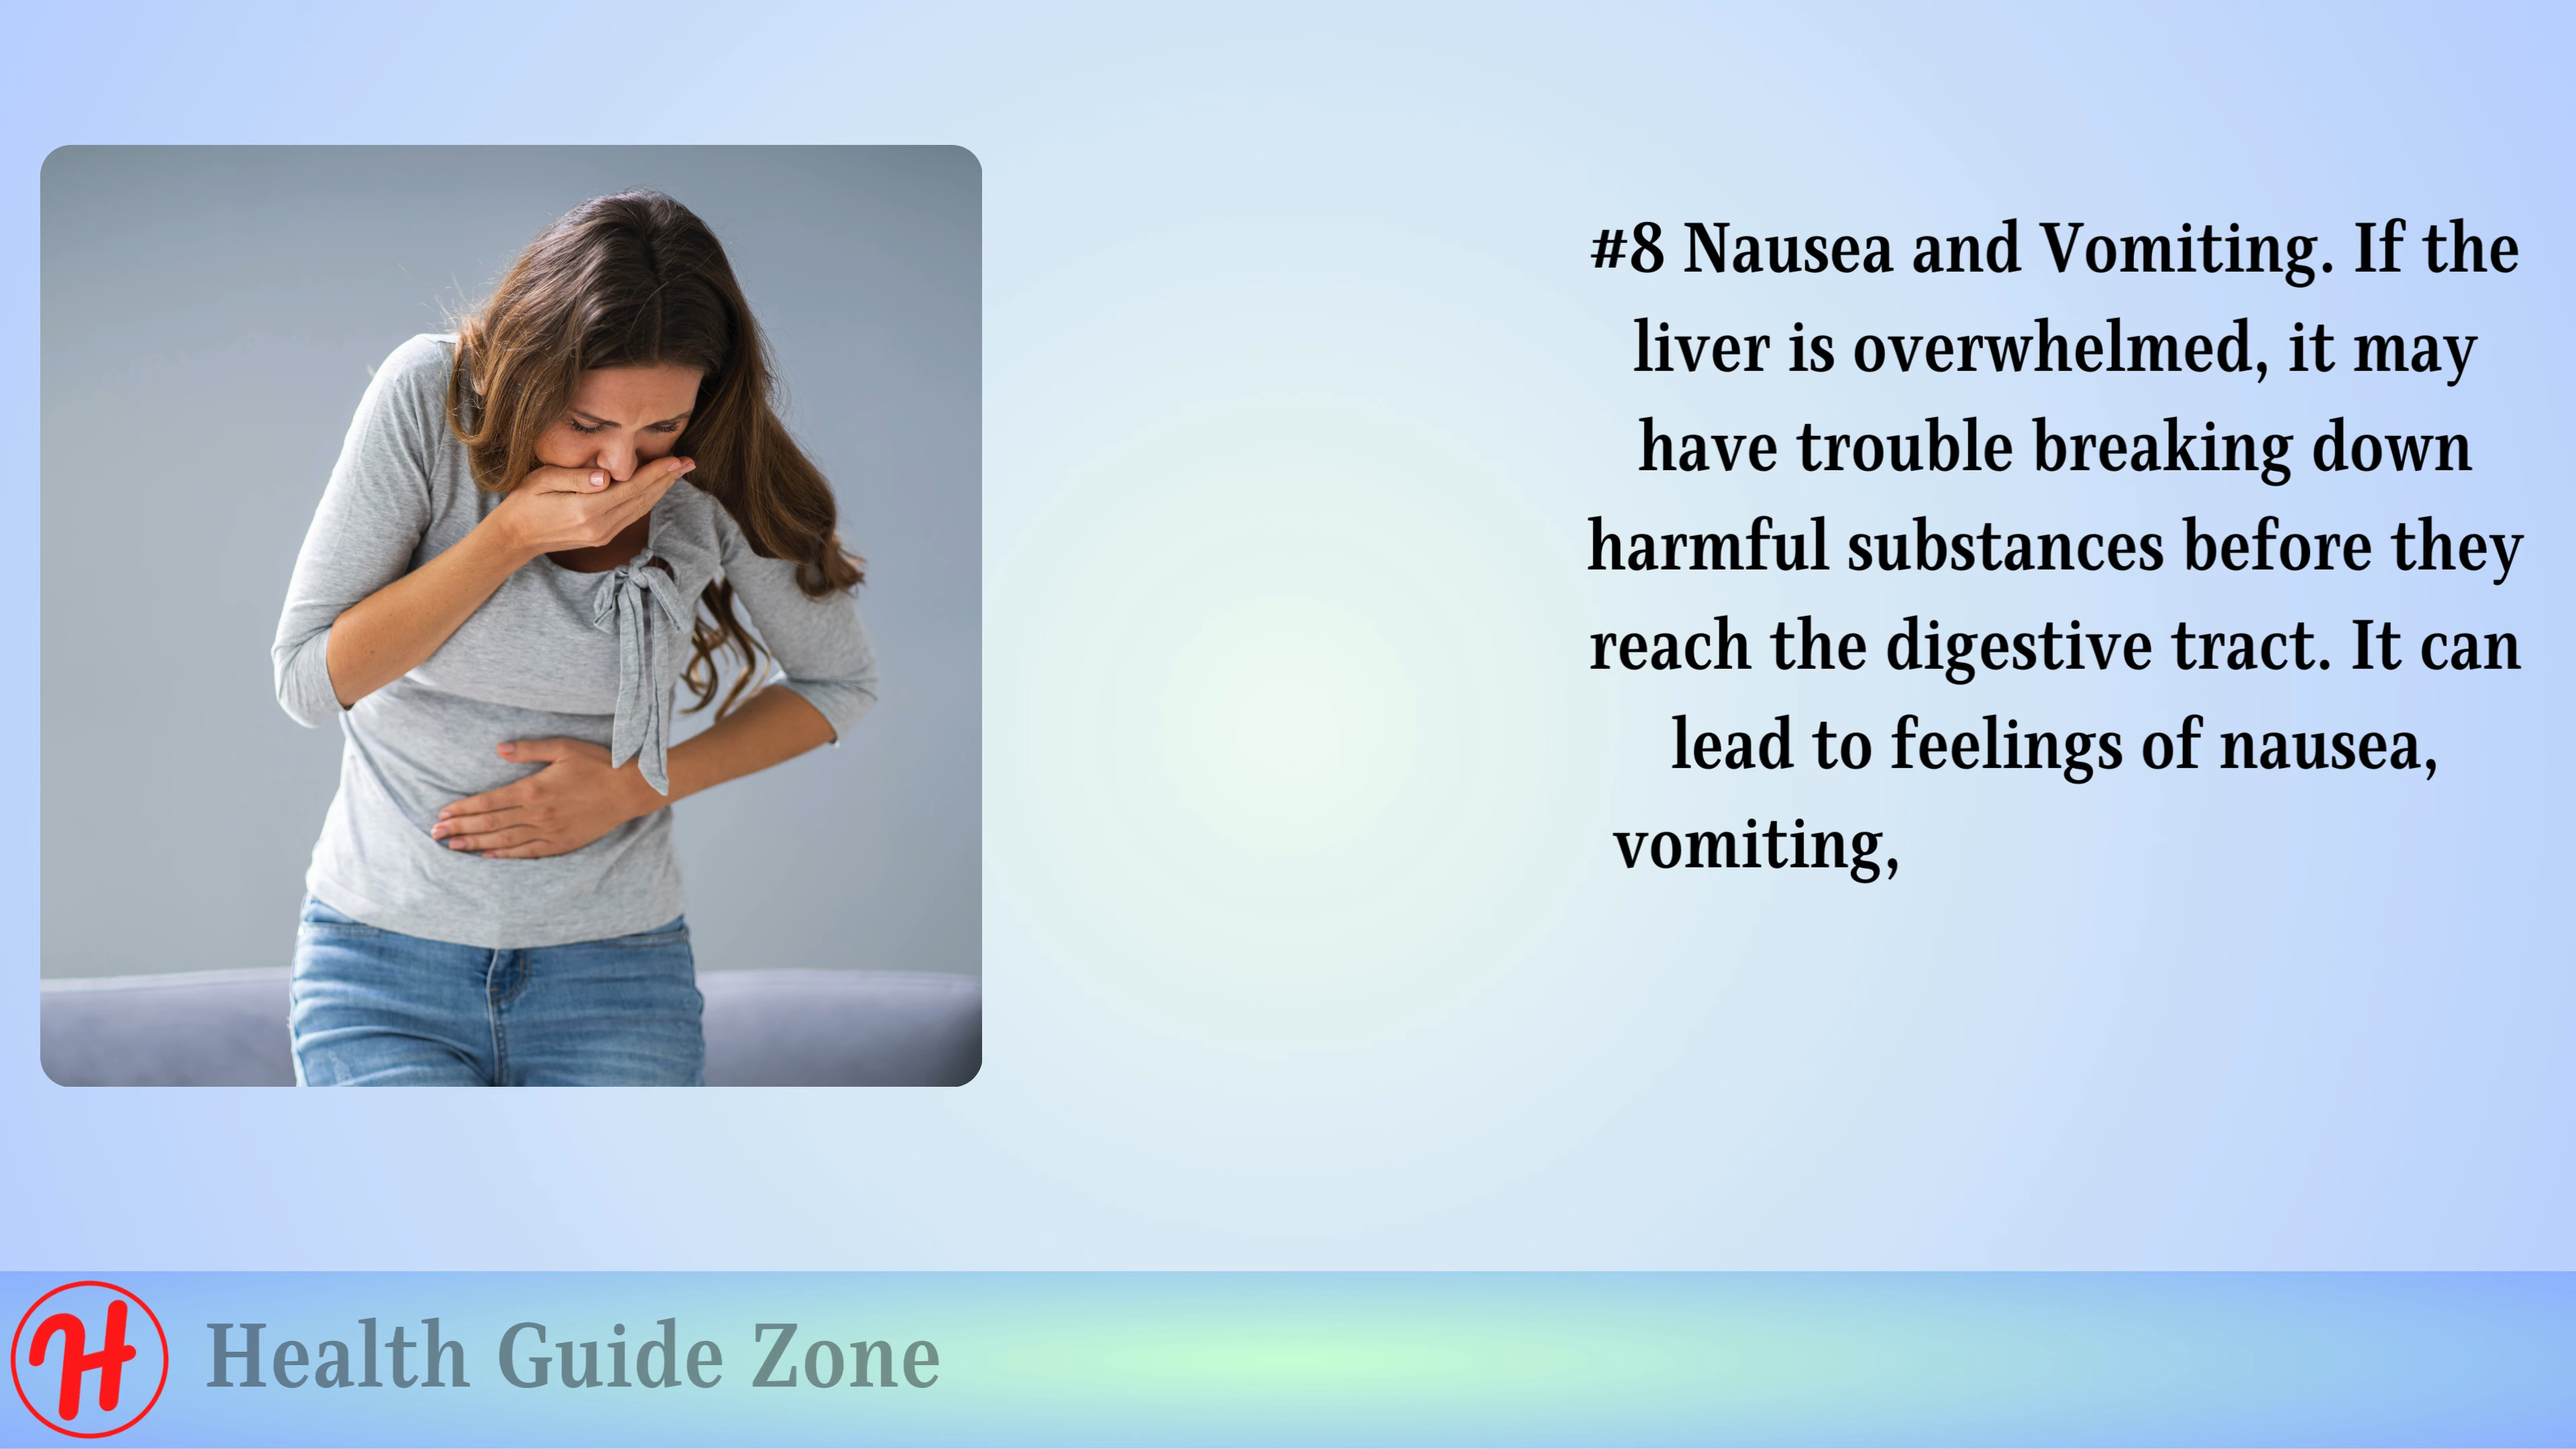 #8 Nausea and Vomiting. If the
liver is overwhelmed, it may
have trouble breaking down
harmful substances before they
reach the digestive tract. It can
lead to feelings of nausea,
vomiting,
H
Health Guide Zone